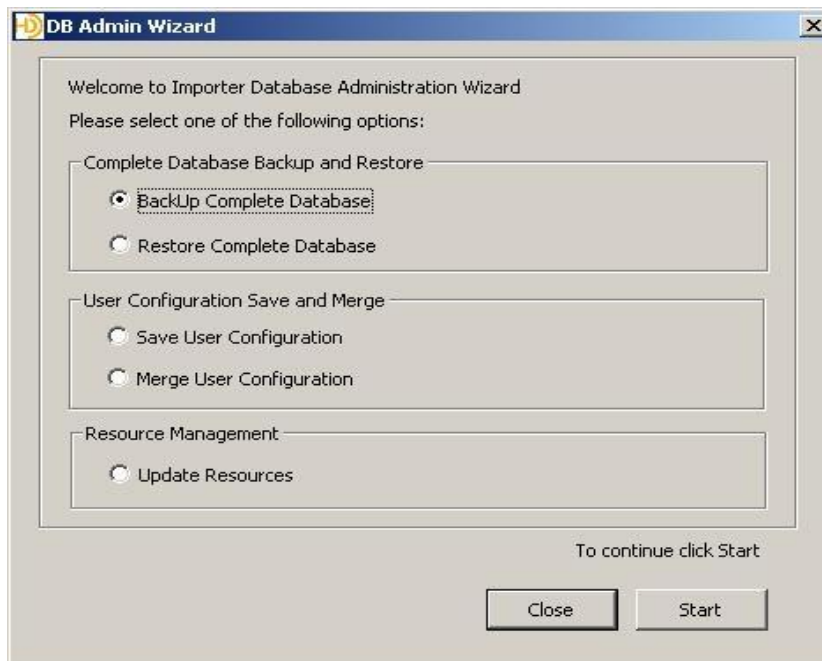 DB Admin Wizard
Welcome to Importer Database Administration Wizard
Please select one of the following options:
Complete Database Backup and Restore
BackUp Complete Database
Restore Complete Database
User Configuration Save and Merge
Save User Configuration
Merge User Configuration
Resource Management
Update Resources
To continue click Start
Close Start